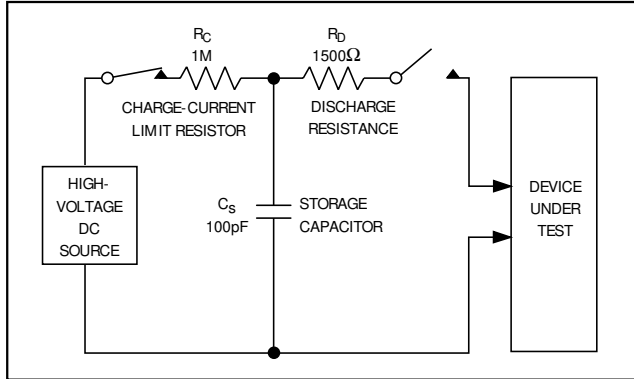 RC
1M
RD
1500Ω
CHARGE-CURRENT
LIMIT RESISTOR
DISCHARGE
RESISTANCE
HIGH-
VOLTAGE
DC
SOURCE
CS
100pF
STORAGE
CAPACITOR
DEVICE
UNDER
TEST